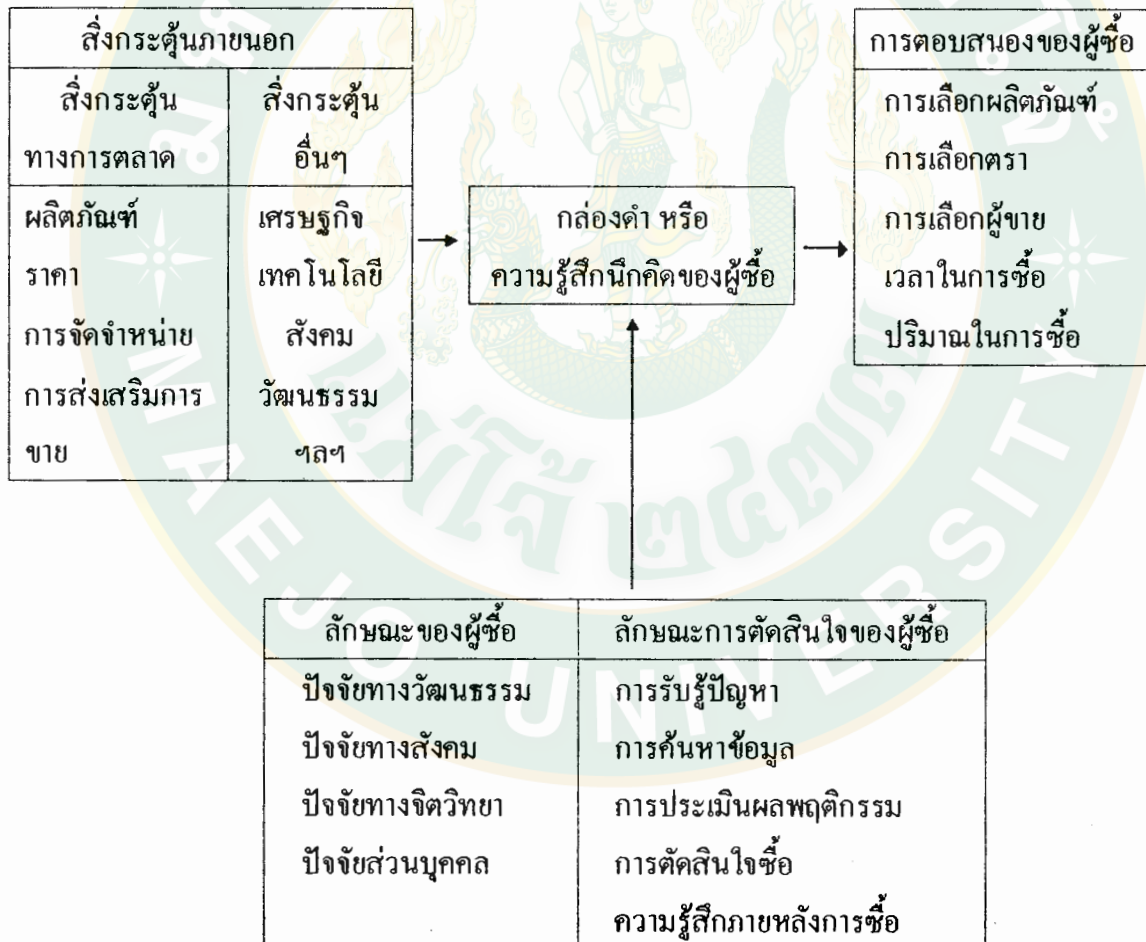 สิ่งกระตุ้นภายนอก
สิ่งกระตุ้น
ทางการตลาด
สิ่งกระตุ้น
อื่นๆ
ผลิตภัณฑ์
ราคา
การจัดจำหน่าย
การส่งเสริมการ
ขาย
เศรษฐกิจ
เทคโนโลยี
สังคม
วัฒนธรรม
ฯลฯ
กล่องดำ หรือ
ความรู้สึกนึกคิดของผู้ซื้อ
การตอบสนองของผู้ซื้อ
การเลือกผลิตภัณฑ์
การเลือกตรา
การเลือกผู้ขาย
เวลาในการซื้อ
ปริมาณในการซื้อ
ลักษณะของผู้ซื้อ
ปัจจัยทางวัฒนธรรม
ปัจจัยทางสังคม
ปัจจัยทางจิตวิทยา
ปัจจัยส่วนบุคคล
ลักษณะการตัดสินใจของผู้ซื้อ
การรับรู้ปัญหา
การค้นหาข้อมูล
การประเมินผลพฤติกรรม
การตัดสินใจซื้อ
ความรู้สึกภายหลังการซื้อ
แม่โจ้ ๒๔๗๗
MAEJO UNIVERSITY